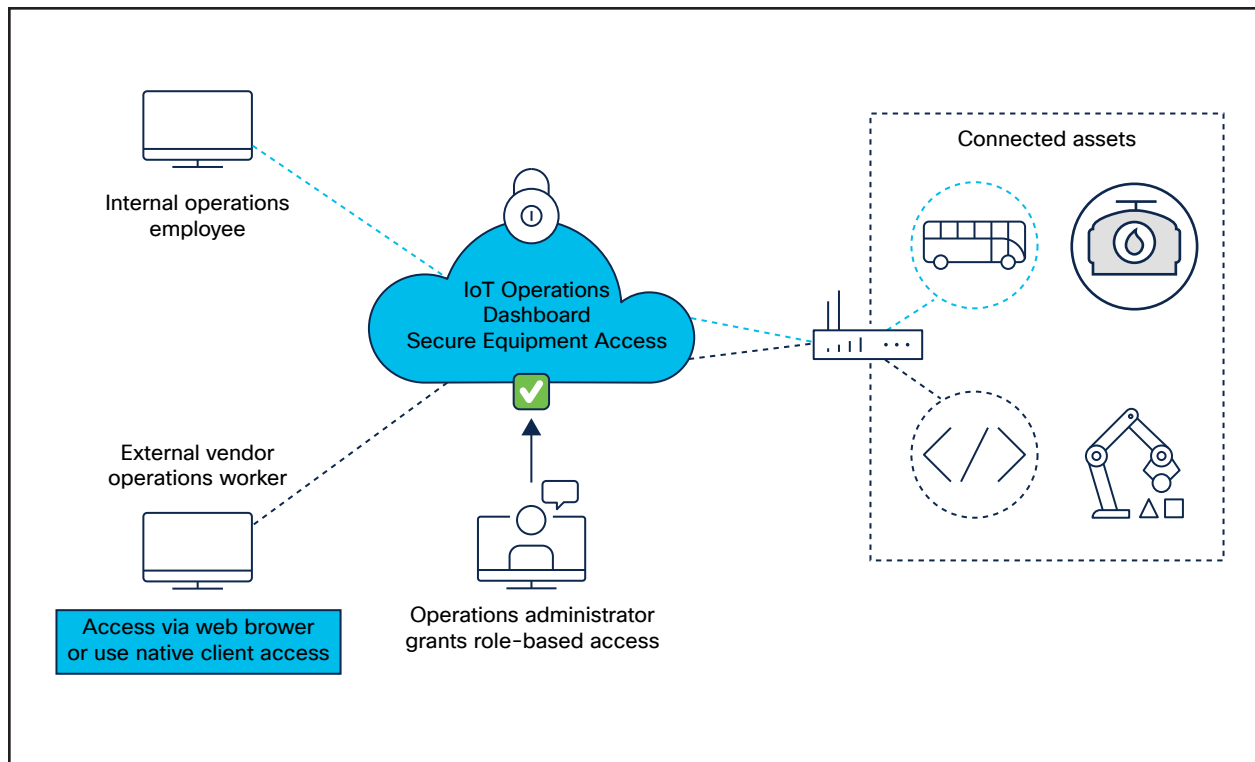 Internal operations
employee
IoT Operations
Dashboard
Secure Equipment Access
Connected assets
External vendor
operations worker
Access via web brower
or use native client access
Operations administrator
grants role-based access